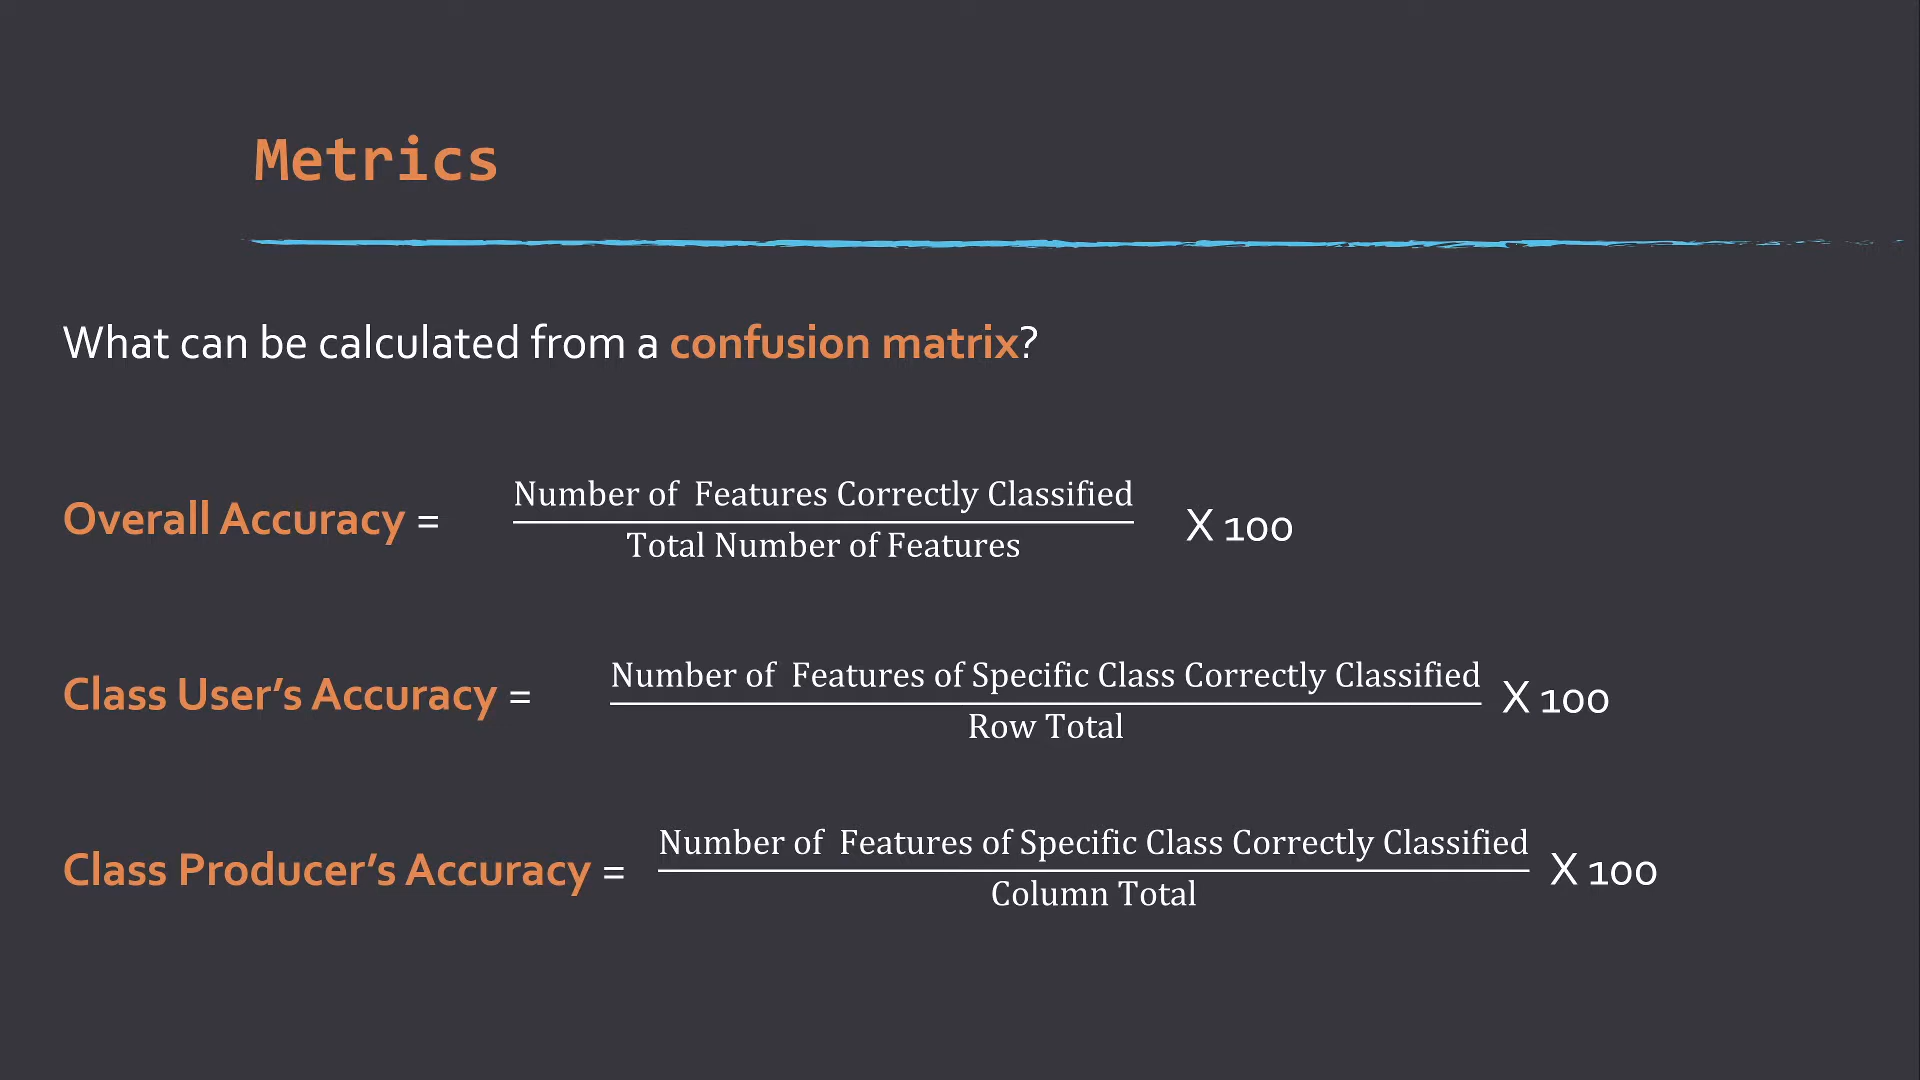 Metrics
What can be calculated from a confusion matrix?
Number of Features Correctly Classified
Overall Accuracy =
X 100
Total Number of Features
Number of Features of Specific Class Correctly Classified
Class User’s Accuracy =
X 100
Row Total
Number of Features of Specific Class Correctly Classified
Class Producer’s Accuracy =
X 100
Column Total